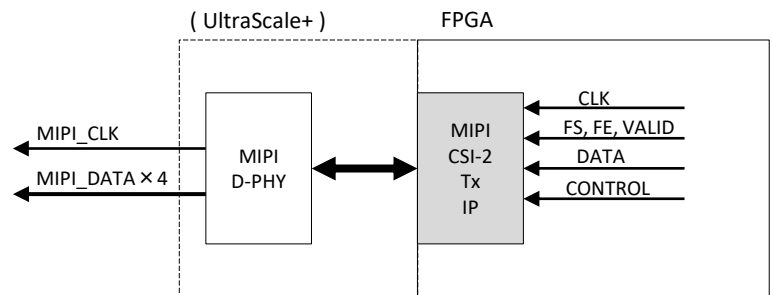 ( UltraScale+ )
FPGA
MIPI_CLK
MIPI_DATA×4
MIPI
D-PHY
MIPI
CSI-2
Tx
IP
CLK
FS, FE, VALID
DATA
CONTROL